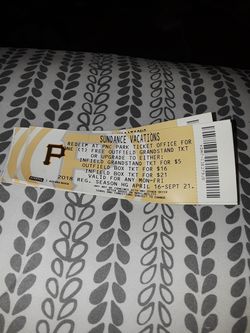 SUNDANCE VACATIONS
REDEEM AT PNC PARK TICKET OFFICE FOR
(1) FREE OUTFIELD GRANDSTAND TKT
OR UPGRADE TO EITHER:
INFIELD GRANDSTAND TKT FOR $5
OUTFIELD BOX TKT FOR $16
INFIELD BOX TKT FOR $21
VALID FOR ANY MON-FRI
REG. SEASON HG APRIL 16-SEPT 21.
P
2018